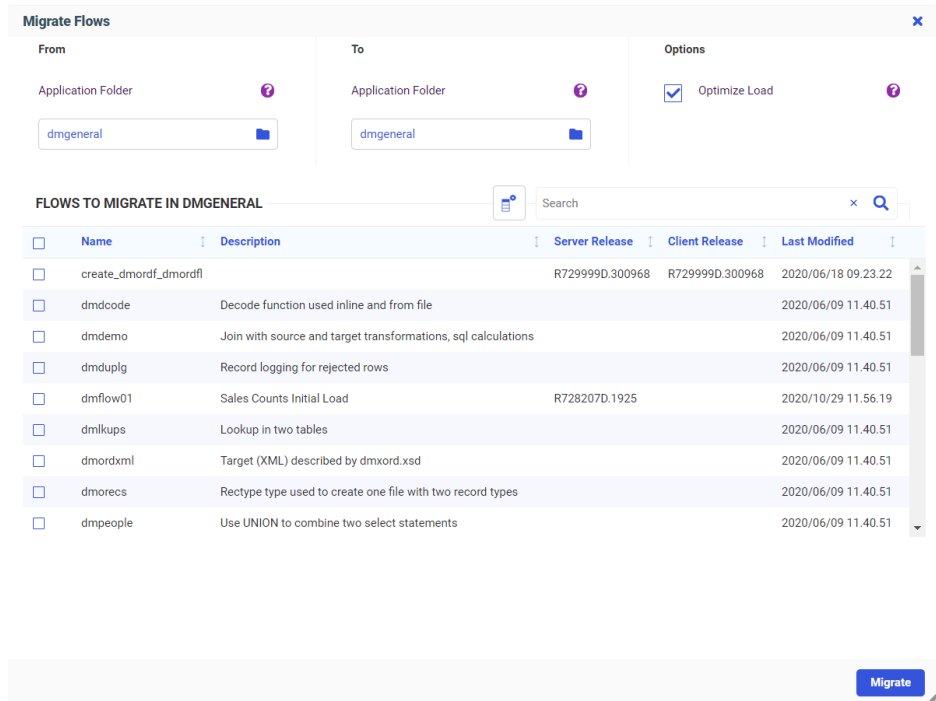 Migrate Flows
From To Options
Application Folder Application Folder Optimize Load
dmgeneral dmgeneral
FLOWS TO MIGRATE IN DMGENERAL Search
Name Description Server Release Client Release Last Modified
create_dmordf_dmordfl R729999D.300968 R729999D.300968 2020/06/18 09.23.22
dmdcode Decode function used inline and from file 2020/06/09 11.40.51
dmdemo Join with source and target transformations, sql calculations 2020/06/09 11.40.51
dmduplg Record logging for rejected rows 2020/06/09 11.40.51
dmflow01 Sales Counts Initial Load R728207D.1925 2020/10/29 11.56.19
dmlkups Lookup in two tables 2020/06/09 11.40.51
dmordxml Target (XML) described by dmxord.xsd 2020/06/09 11.40.51
dmorecs Rectype type used to create one file with two record types 2020/06/09 11.40.51
dmpeople Use UNION to combine two select statements 2020/06/09 11.40.51
Migrate